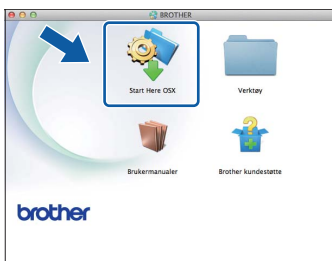 BROTHER
Start Here OSX
Verktøy
Brukermanualer
Brother kundestøtte
brother